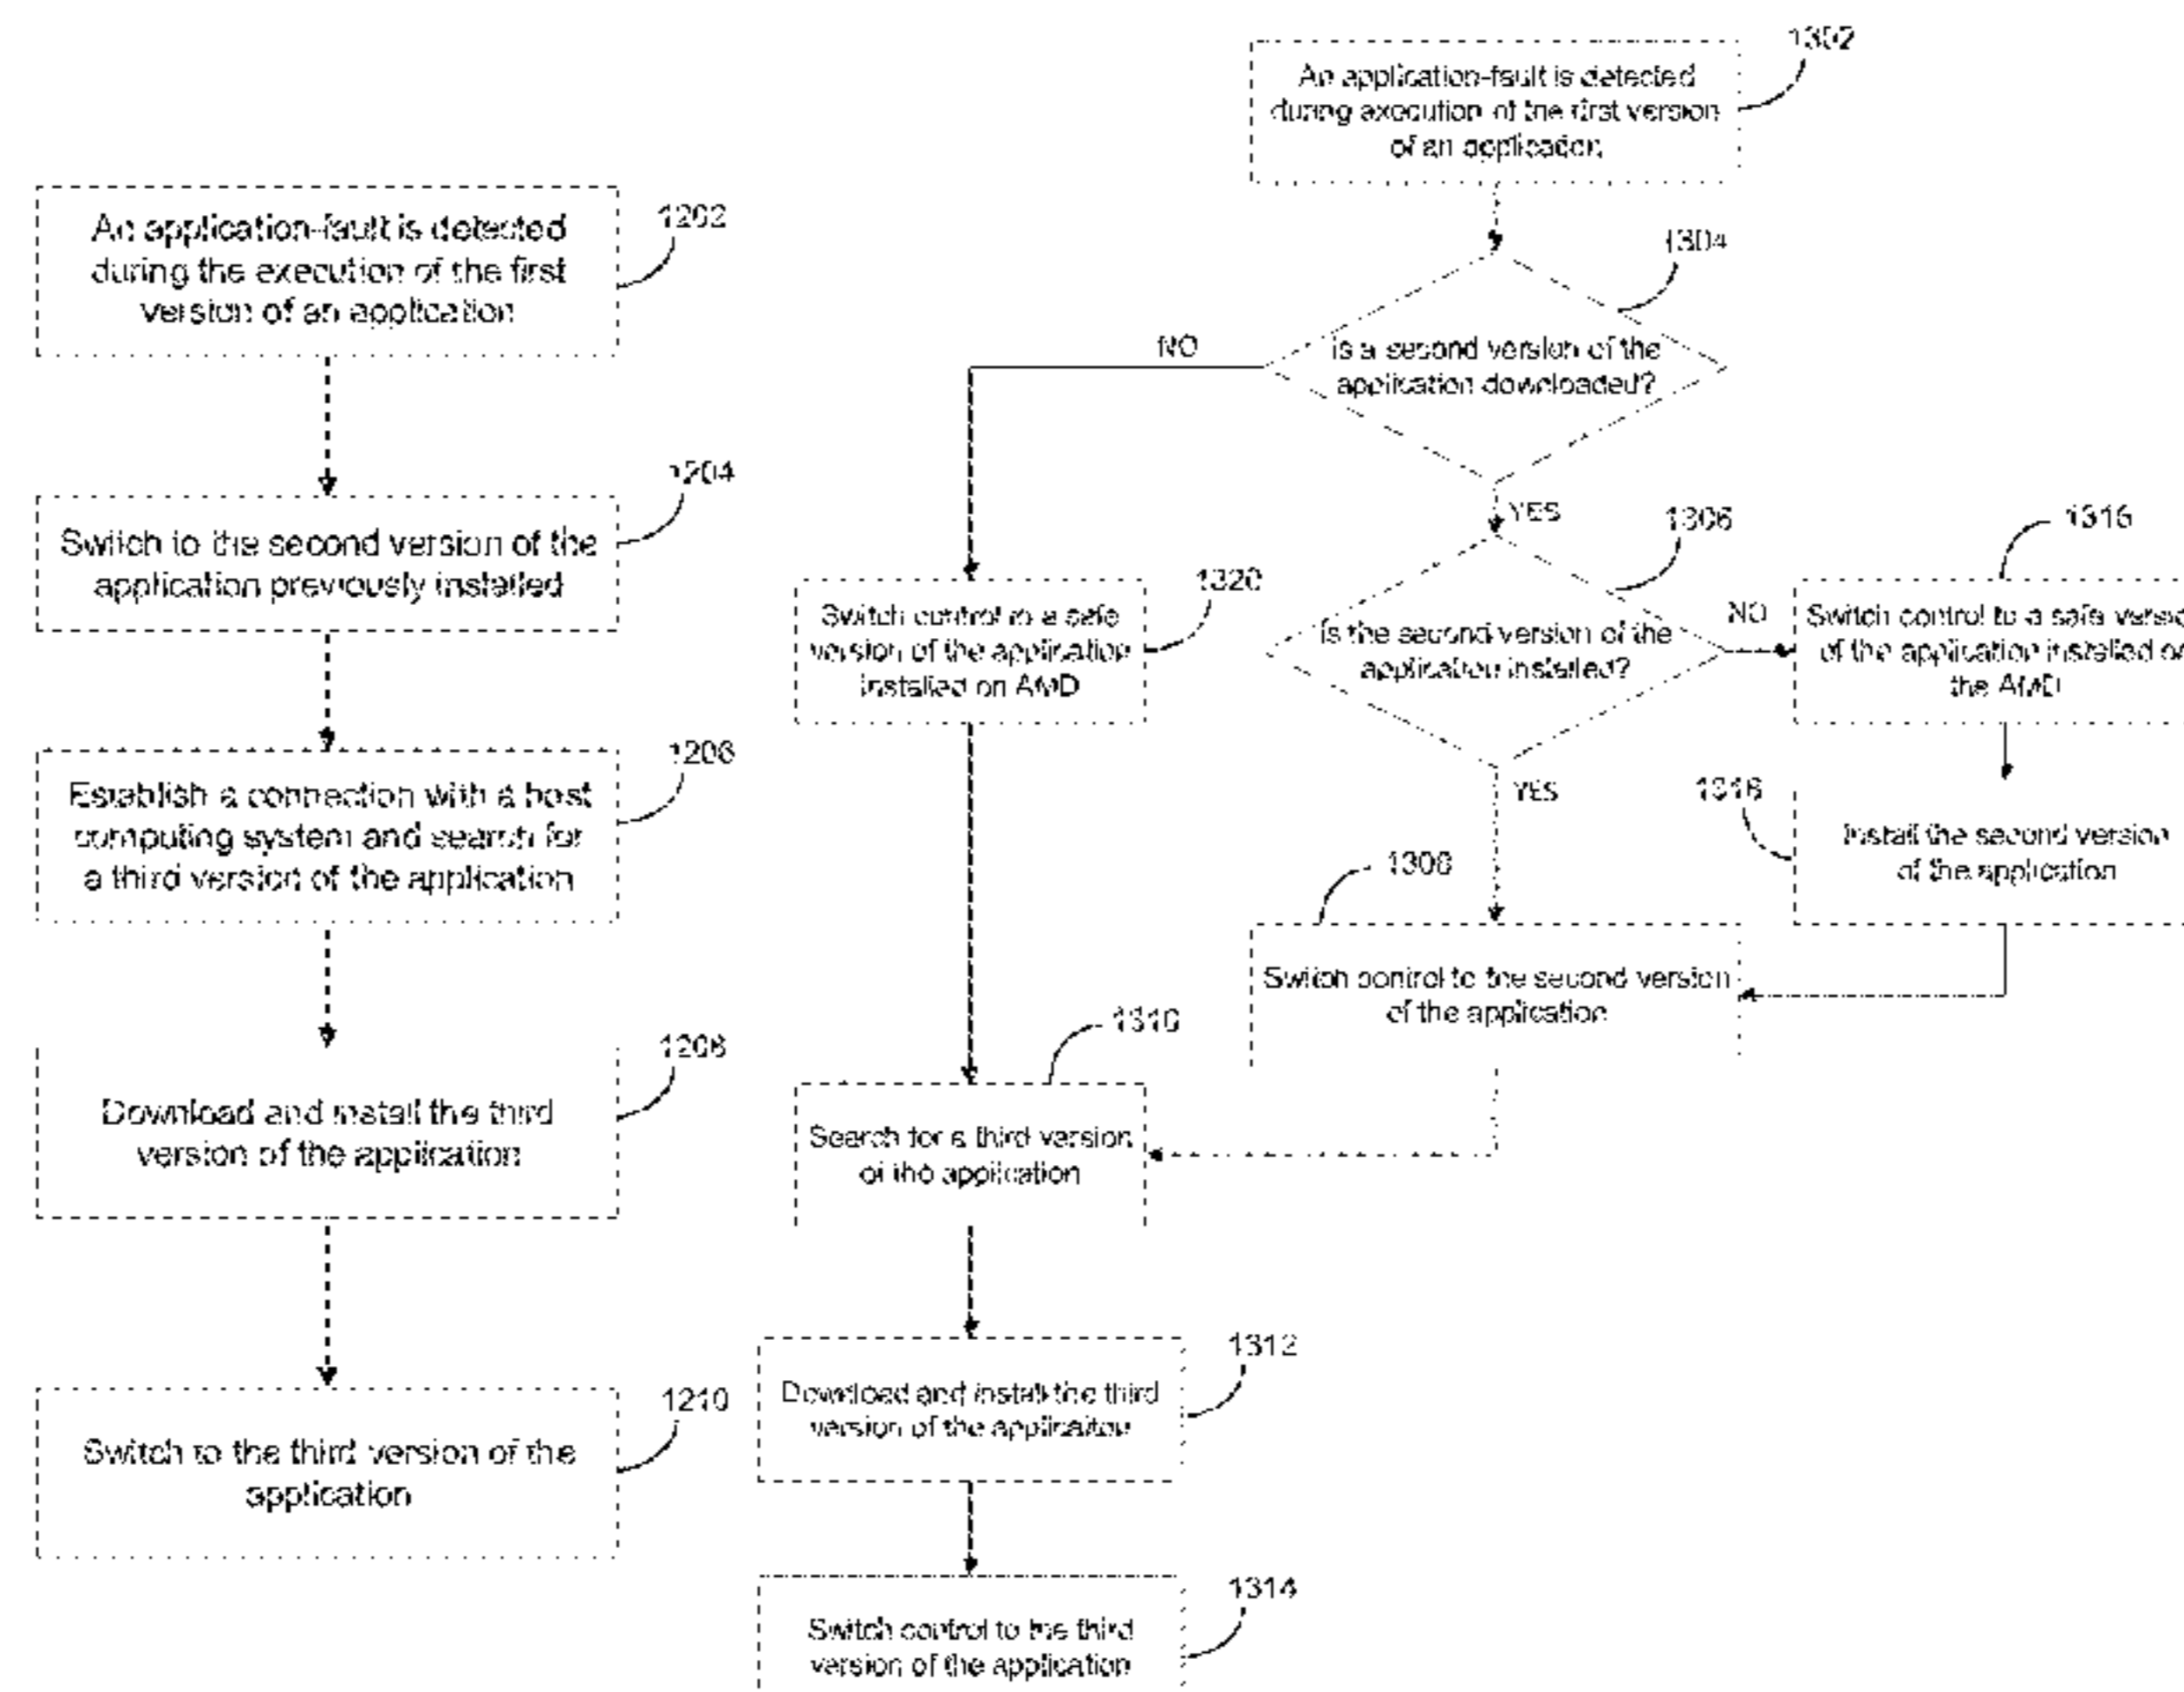 An application-fault is detected
during the execution of the first
version of an application
1202
Switch to the second version of the
application previously installed
1204
Establish a connection with a host
computing system and search for
a third version of the application
1206
Download and install the third
version of the application
1208
Switch to the third version of the
application
1210
An application-fault is detected
during execution of the first version
of an application
1302
is a second version of the
application downloaded?
1304
NO
YES
is the second version of the
application installed?
1306
NO
YES
Switch control to a safe
version of the application
installed on AMD
1320
Switch control to a safe
of the application installed
the AMD
Install the second version
of the application
Switch control to the second version
of the application
1308
Search for a third version
of the application
1310
Download and install the third
version of the applicaiton
1312
Switch control to the third
version of the application
1314